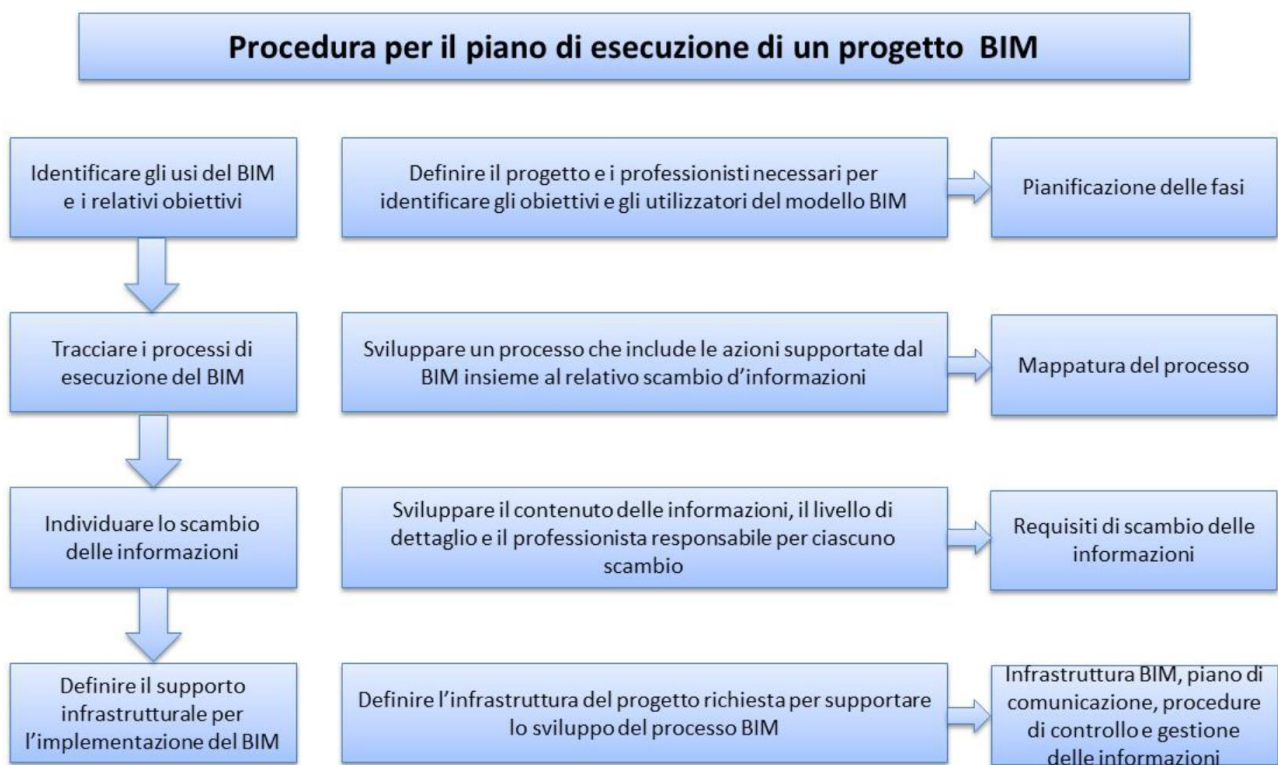 Procedura per il piano di esecuzione di un progetto BIM
Identificare gli usi del BIM
e i relativi obiettivi
Definire il progetto e i professionisti necessari per
identificare gli obiettivi e gli utilizzatori del modello BIM
Pianificazione delle fasi
Tracciare i processi di
esecuzione del BIM
Sviluppare un processo che include le azioni supportate dal
BIM insieme al relativo scambio d'informazioni
Mappatura del processo
Individuare lo scambio
delle informazioni
Sviluppare il contenuto delle informazioni, il livello di
dettaglio e il professionista responsabile per ciascuno
scambio
Requisiti di scambio delle
informazioni
Definire il supporto
infrastrutturale per
l'implementazione del BIM
Definire l'infrastruttura del progetto richiesta per supportare
lo sviluppo del processo BIM
Infrastruttura BIM, piano di
comunicazione, procedure
di controllo e gestione
delle informazioni